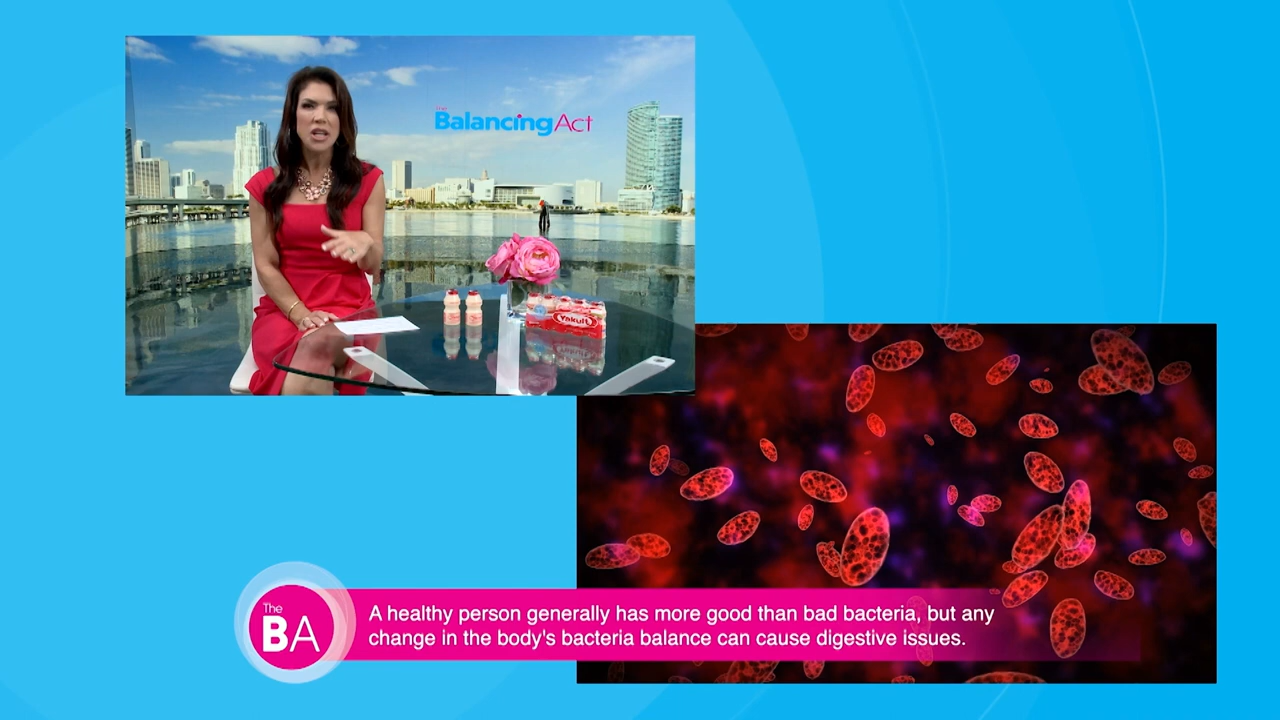 The
Balancing Act
Yakult
The
BA
A healthy person generally has more good than bad bacteria, but any
change in the body's bacteria balance can cause digestive issues.